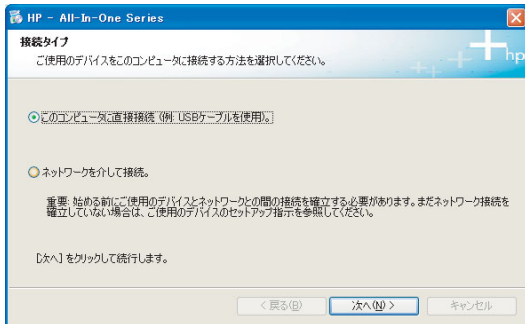 HP - All-In-One Series
接続タイプ
ご使用のデバイスをこのコンピュータに接続する方法を選択してください。
hp
このコンピュータに直接接続 (例: USBケーブルを使用)。
ネットワークを介して接続。
重要: 始める前にご使用のデバイスとネットワークとの間の接続を確立する必要があります。まだネットワーク接続を
確立していない場合は、ご使用のデバイスのセットアップ指示を参照してください。
[次へ] をクリックして続行します。
< 戻る(B)
次へ(N) >
キャンセル